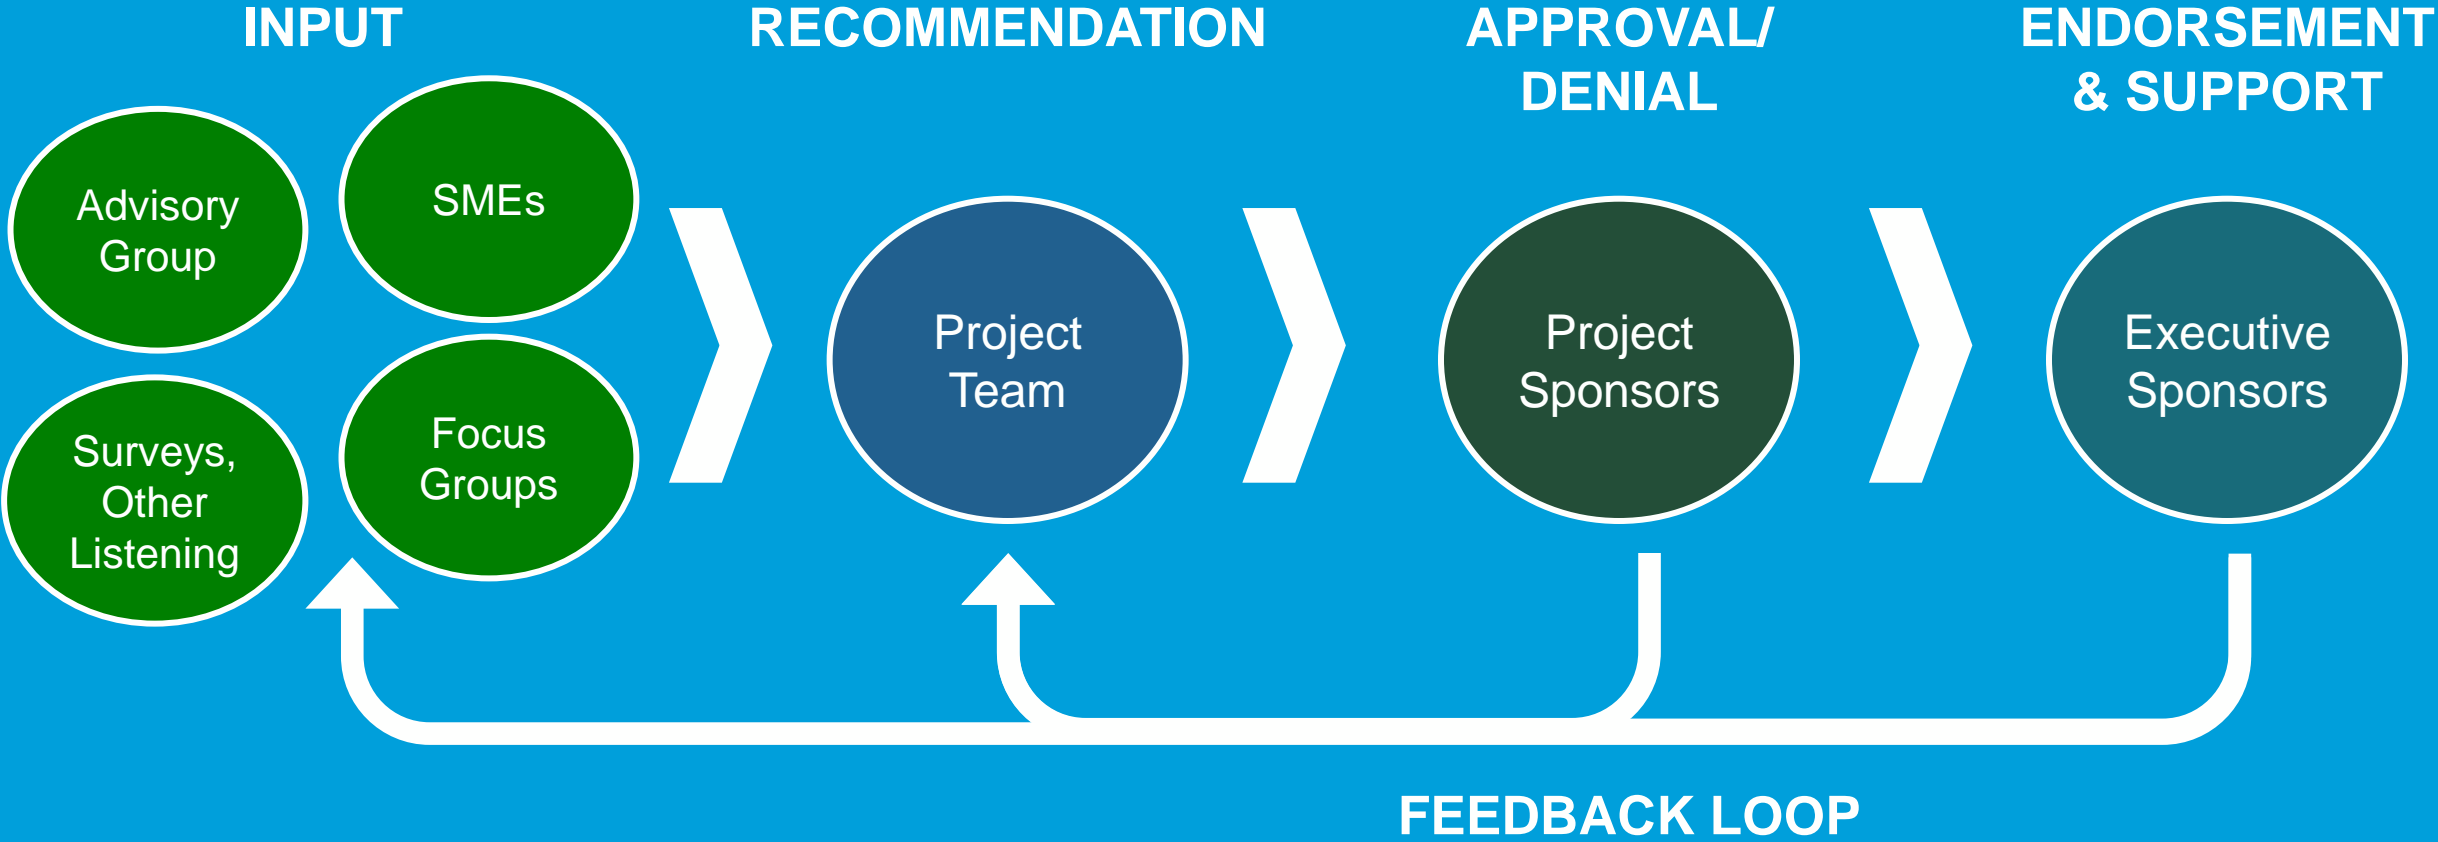 INPUT
RECOMMENDATION
APPROVAL/
DENIAL
ENDORSEMENT
& SUPPORT
Advisory
Group
SMEs
Surveys,
Other
Listening
Focus
Groups
Project
Team
Project
Sponsors
Executive
Sponsors
FEEDBACK LOOP